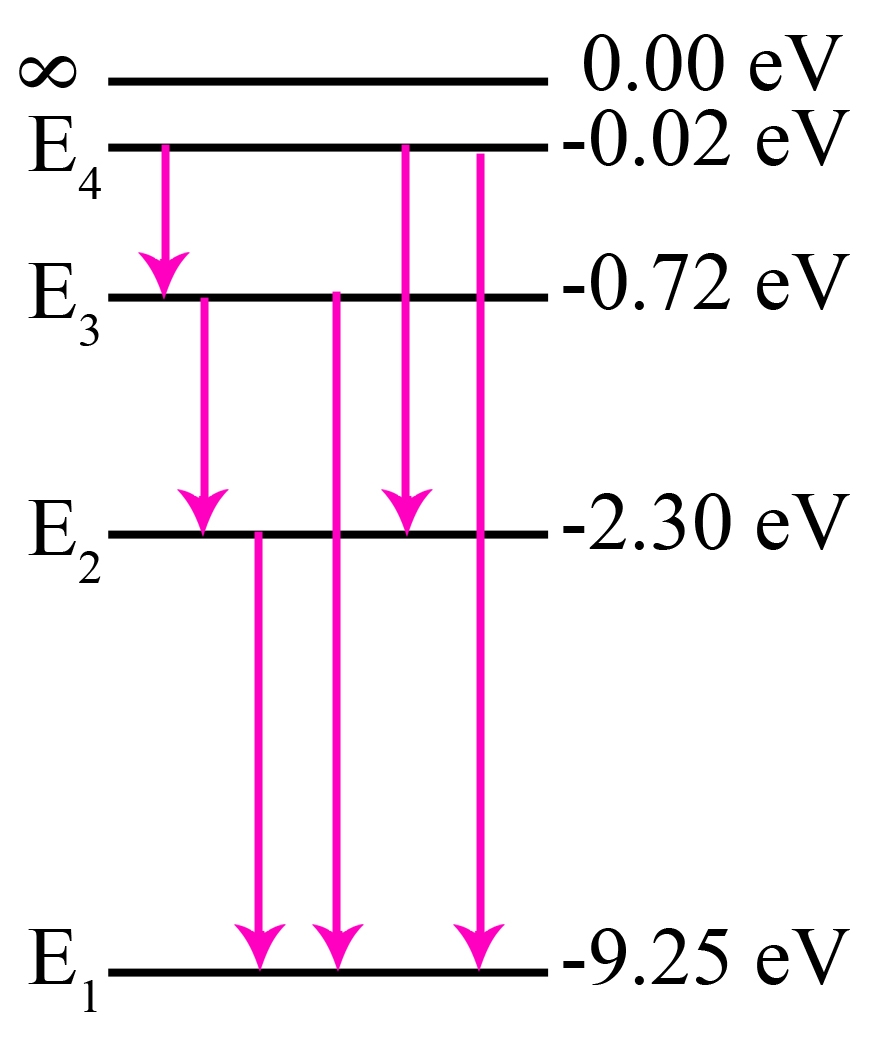 ∞ 0.00 eV
E4 -0.02 eV
E3 -0.72 eV
E2 -2.30 eV
E1 -9.25 eV